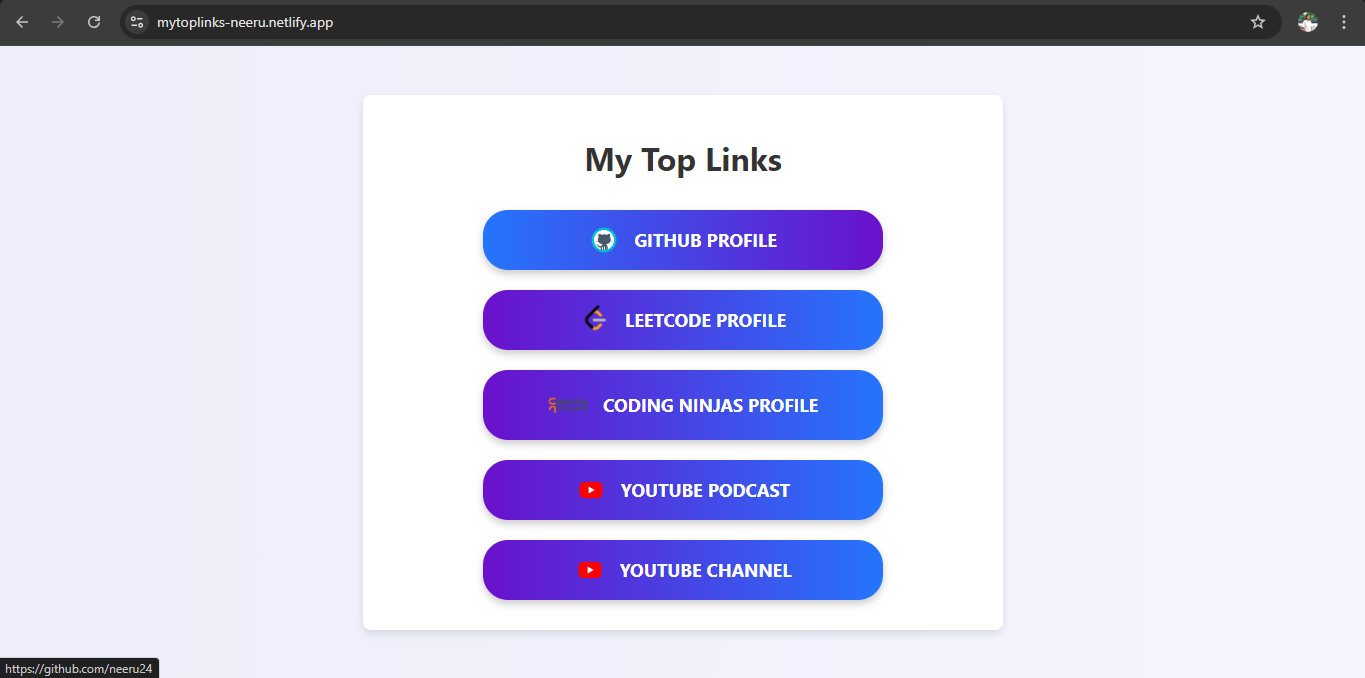 mytoplinks-neeru.netlify.app
My Top Links
GITHUB PROFILE
LEETCODE PROFILE
CODING NINJAS PROFILE
YOUTUBE PODCAST
YOUTUBE CHANNEL
https://github.com/neeru24